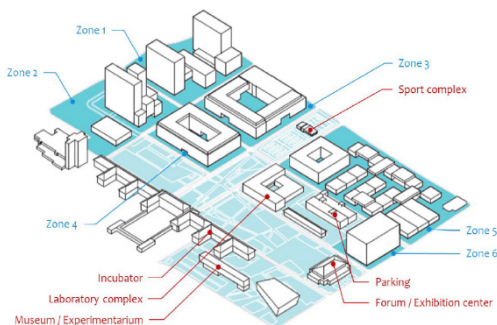 Zone 1
Zone 2
Zone 3
Sport complex
Zone 4
Zone 5
Zone 6
Incubator
Parking
Laboratory complex
Forum / Exhibition center
Museum / Experimentarium